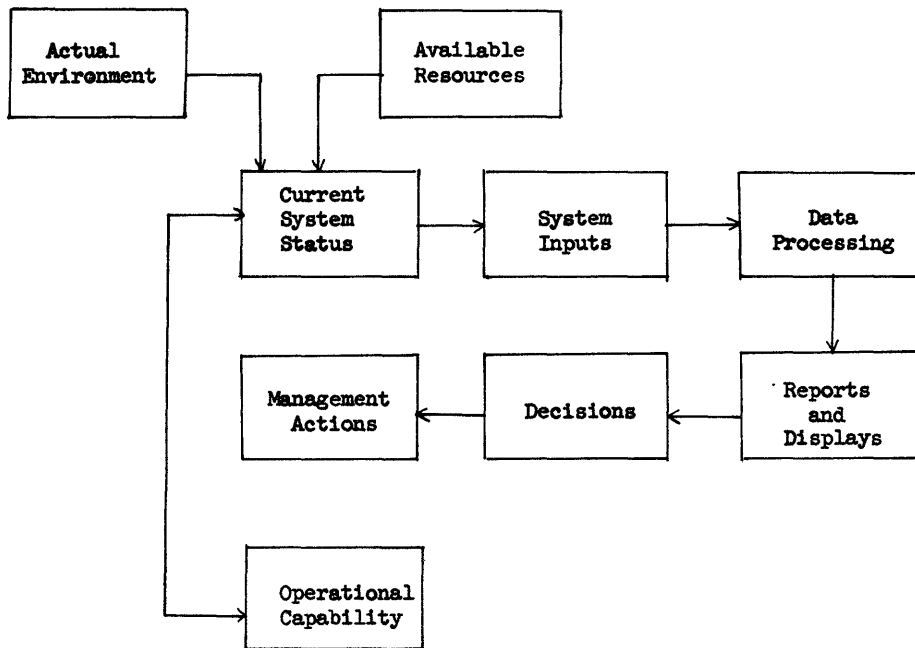 Actual
Environment
Available
Resources
Current
System
Status
System
Inputs
Data
Processing
Management
Actions
Decisions
Reports
and
Displays
Operational
Capability